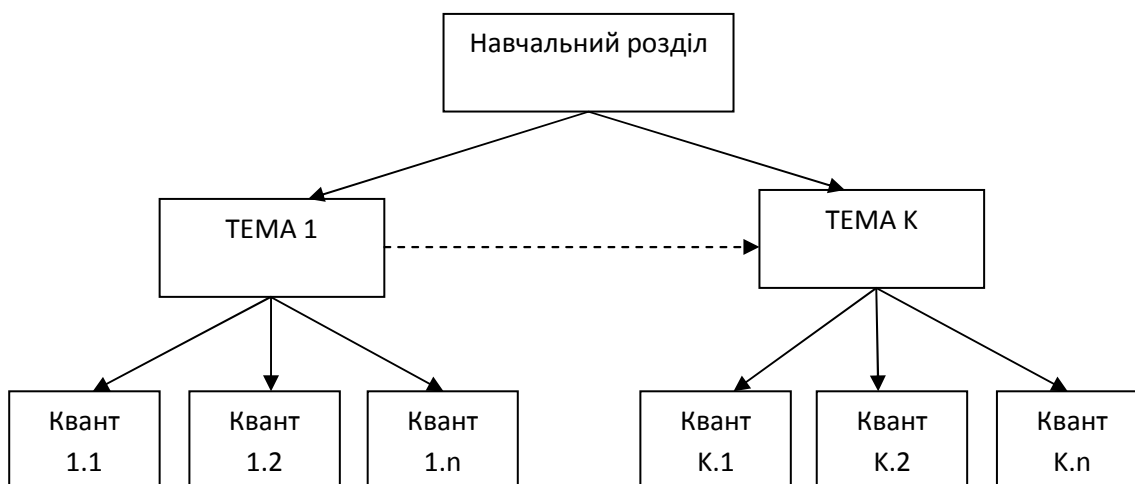 Навчальний розділ
ТЕМА 1
ТЕМА К
Квант
1.1
Квант
1.2
Квант
1.n
Квант
К.1
Квант
К.2
Квант
К.n